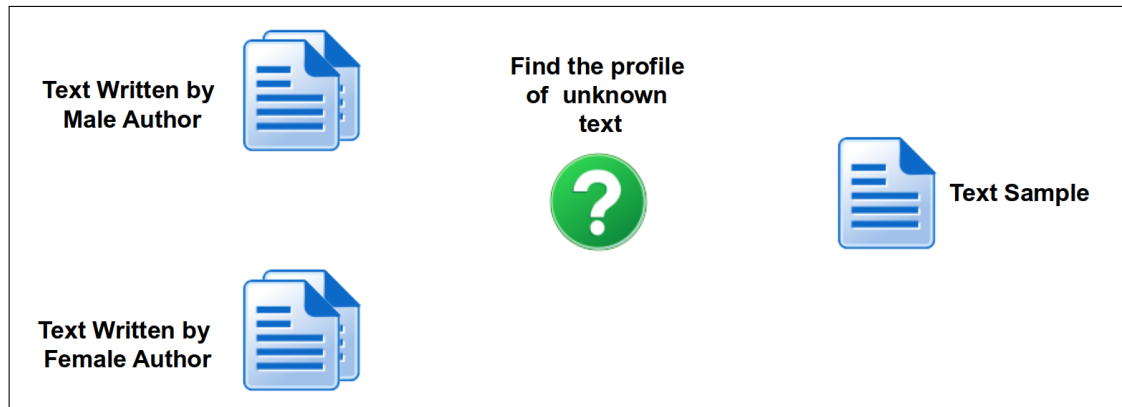 Text Written by
Male Author
Find the profile
of unknown
text
?
Text Sample
Text Written by
Female Author